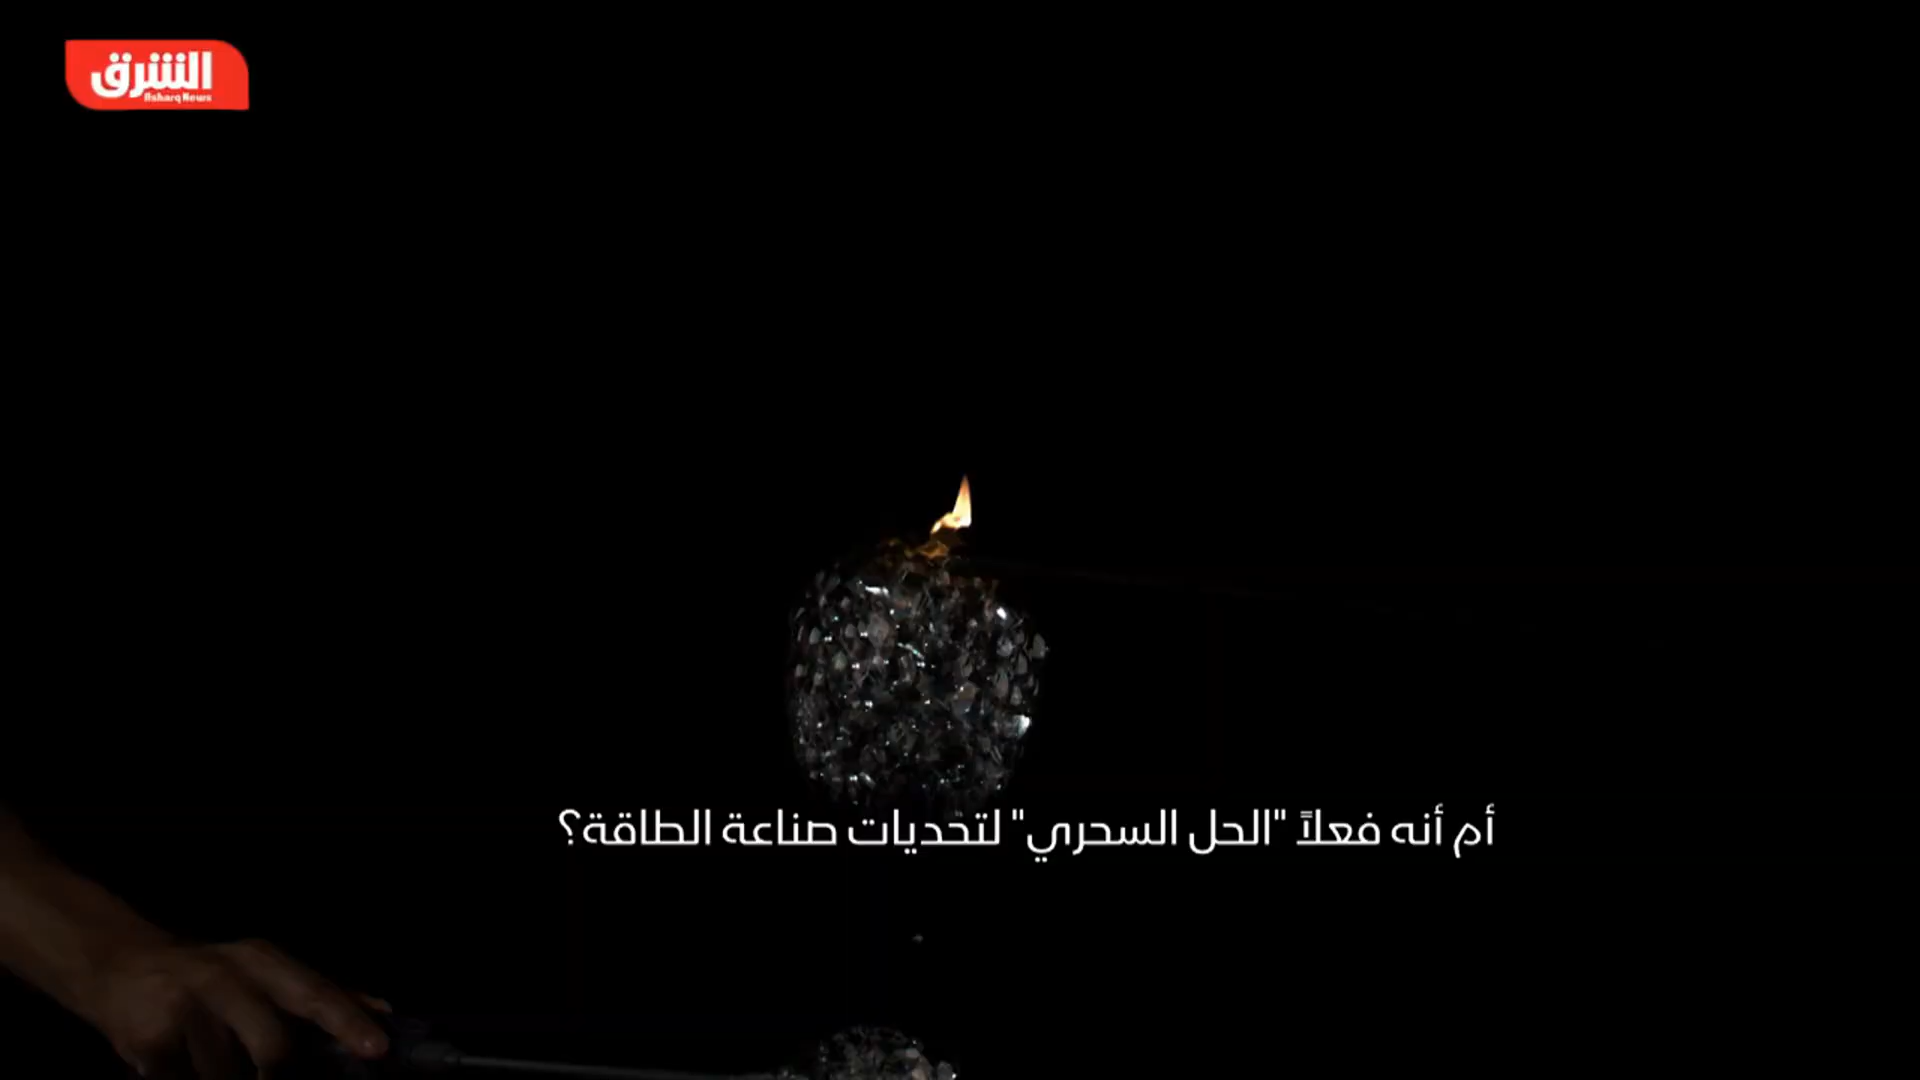 الشرق
Asharq News
أم أنه فعلاً "الحل السحري" لتحديات صناعة الطاقة؟